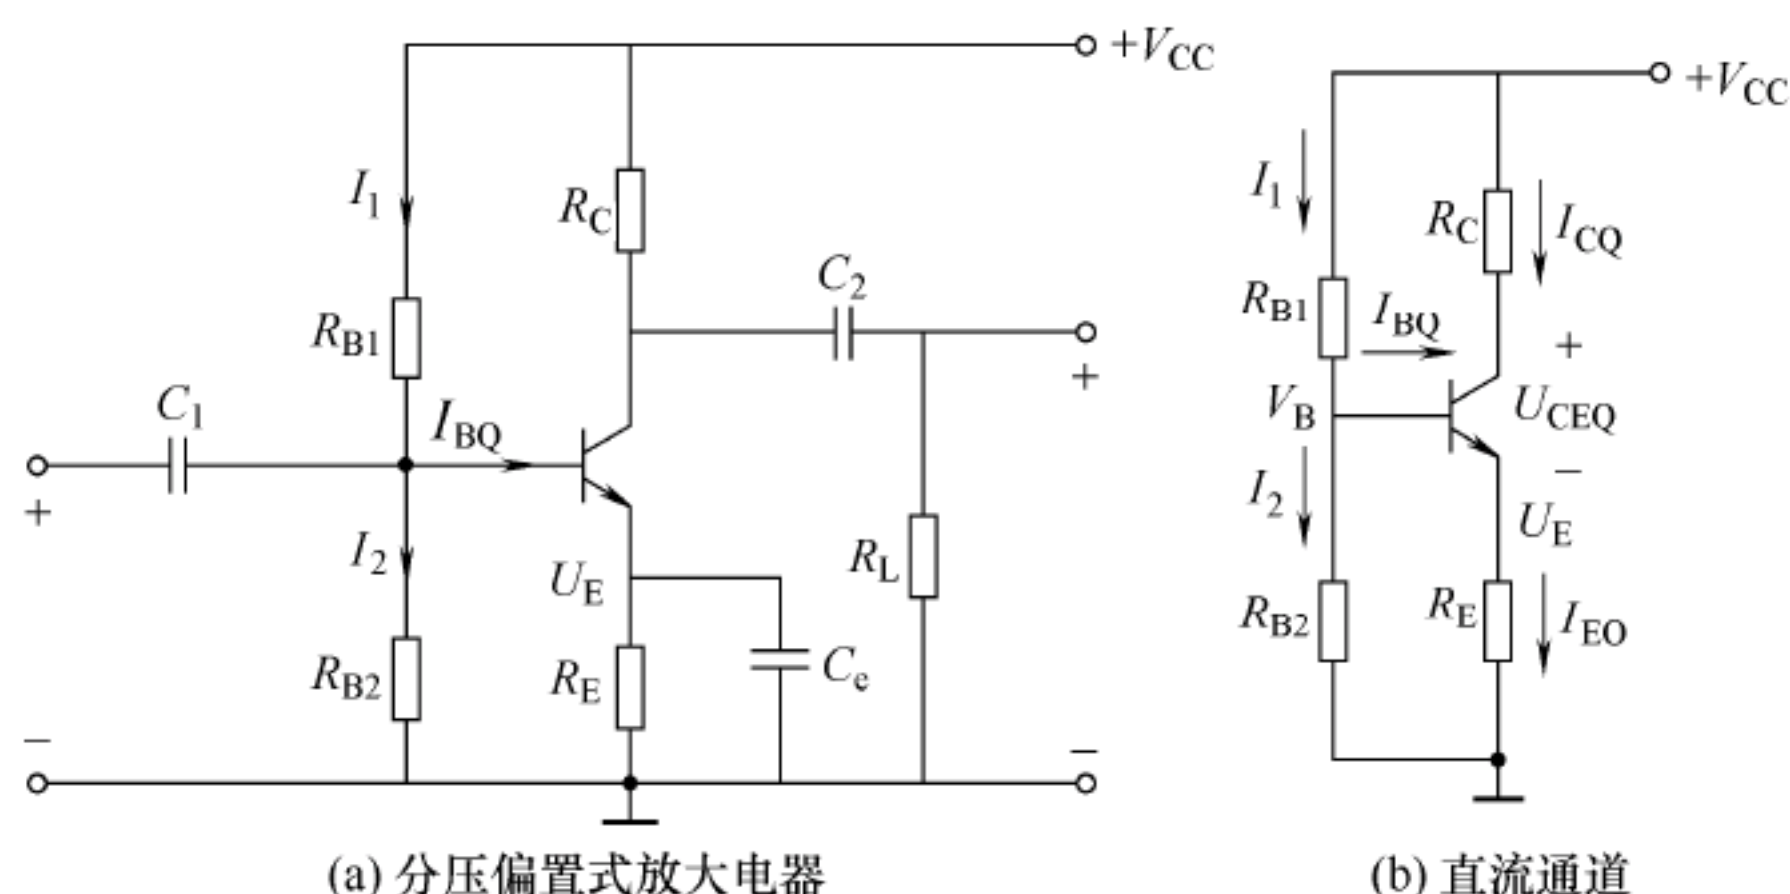 +V_CC
I_1
R_C
C_2
R_B1
+
C_1
I_BQ
+
I_2
U_E
R_L
R_B2
R_E
C_e
−
−
(a) 分压偏置式放大电器
+V_CC
I_1
R_C
I_CQ
R_B1
I_BQ
+
V_B
U_CEQ
−
I_2
U_E
R_B2
R_E
I_EO
(b) 直流通道